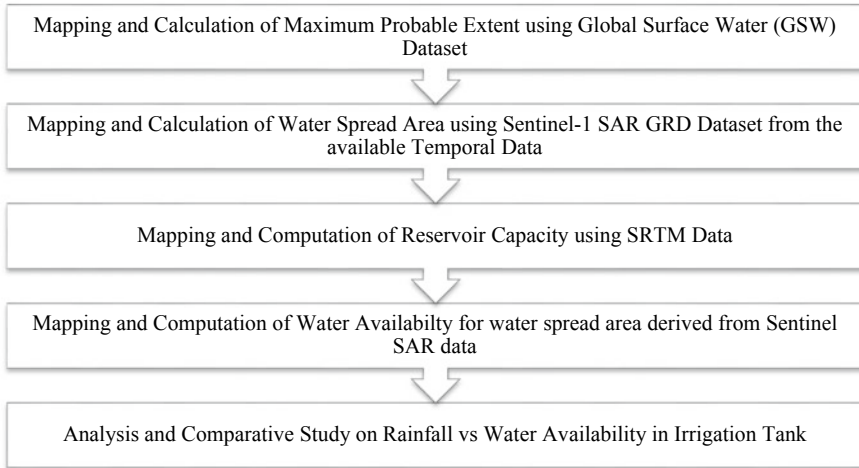 Mapping and Calculation of Maximum Probable Extent using Global Surface Water (GSW)
Dataset
Mapping and Calculation of Water Spread Area using Sentinel-1 SAR GRD Dataset from the
available Temporal Data
Mapping and Computation of Reservoir Capacity using SRTM Data
Mapping and Computation of Water Availabilty for water spread area derived from Sentinel
SAR data
Analysis and Comparative Study on Rainfall vs Water Availability in Irrigation Tank